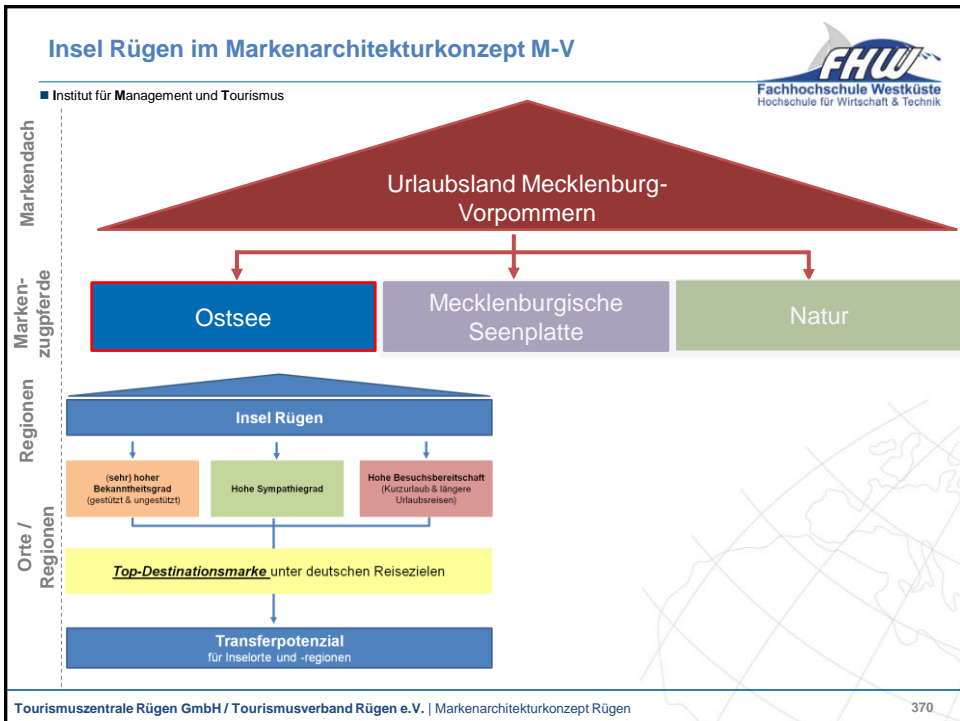 Insel Rügen im Markenarchitekturkonzept M-V
FHW
Fachhochschule Westküste
Hochschule für Wirtschaft & Technik
Institut für Management und Tourismus
Markendach
Urlaubsland Mecklenburg-
Vorpommern
Marken-
zugpferde
Ostsee
Mecklenburgische
Seenplatte
Natur
Regionen
Insel Rügen
(sehr) hoher
Bekanntheitsgrad
(gestützt & ungestützt)
Hohe Sympathiegrad
Hohe Besuchsbereitschaft
(Kurzurlaub & längere
Urlaubsreisen)
Orte /
Regionen
Top-Destinationsmarke unter deutschen Reisezielen
Transferpotenzial
für Inselorte und -regionen
Tourismuszentrale Rügen GmbH / Tourismusverband Rügen e.V. | Markenarchitekturkonzept Rügen
370